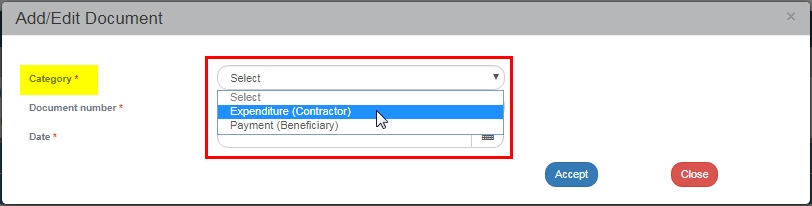 Add/Edit Document ×
Category * Select
Select
Document number * Expenditure (Contractor)
Payment (Beneficiary)
Date *
Accept Close